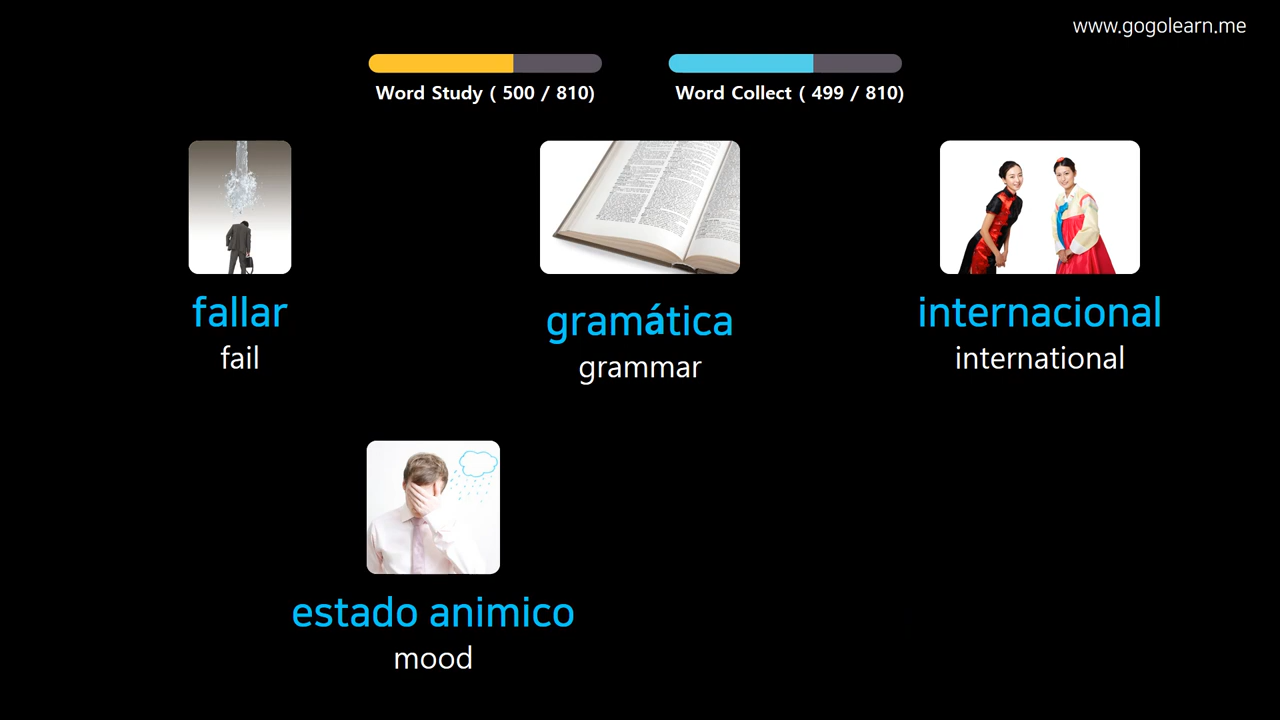 www.gogolearn.me
Word Study ( 500 / 810)
Word Collect ( 499 / 810)
fallar
fail
gramática
grammar
internacional
international
estado animico
mood